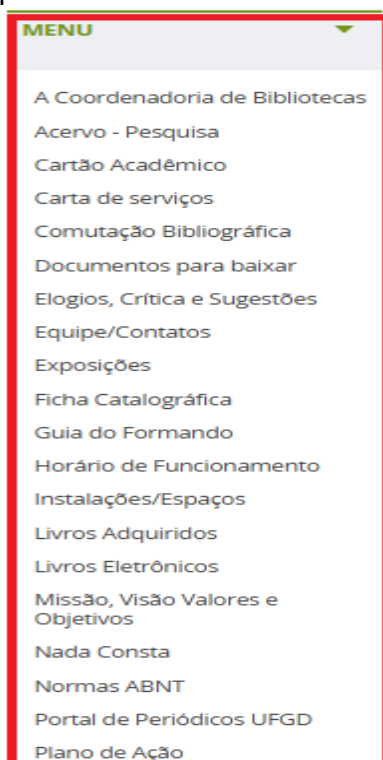 MENU
A Coordenadoria de Bibliotecas
Acervo - Pesquisa
Cartão Acadêmico
Carta de serviços
Comutação Bibliográfica
Documentos para baixar
Elogios, Crítica e Sugestões
Equipe/Contatos
Exposições
Ficha Catalográfica
Guia do Formando
Horário de Funcionamento
Instalações/Espaços
Livros Adquiridos
Livros Eletrônicos
Missão, Visão Valores e
Objetivos
Nada Consta
Normas ABNT
Portal de Periódicos UFGD
Plano de Ação